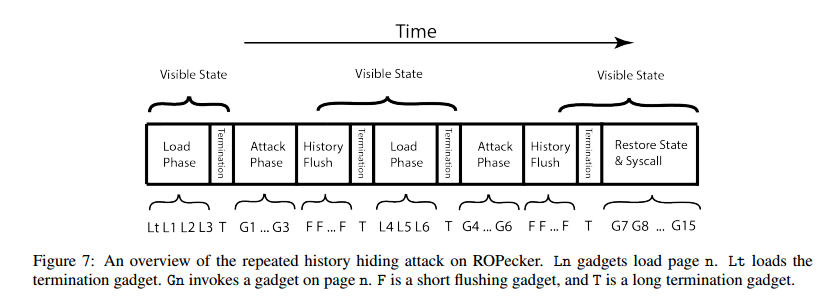 Time
Visible State
Visible State
Visible State
Load Phase
Termination
Attack Phase
History Flush
Termination
Load Phase
Termination
Attack Phase
History Flush
Termination
Restore State & Syscall
Lt L1 L2 L3 T G1 ... G3 F F ... F T L4 L5 L6 T G4 ... G6 F F ... F T G7 G8 ... G15
Figure 7: An overview of the repeated history hiding attack on ROPecker. Ln gadgets load page n. Lt loads the
termination gadget. Gn invokes a gadget on page n. F is a short flushing gadget, and T is a long termination gadget.